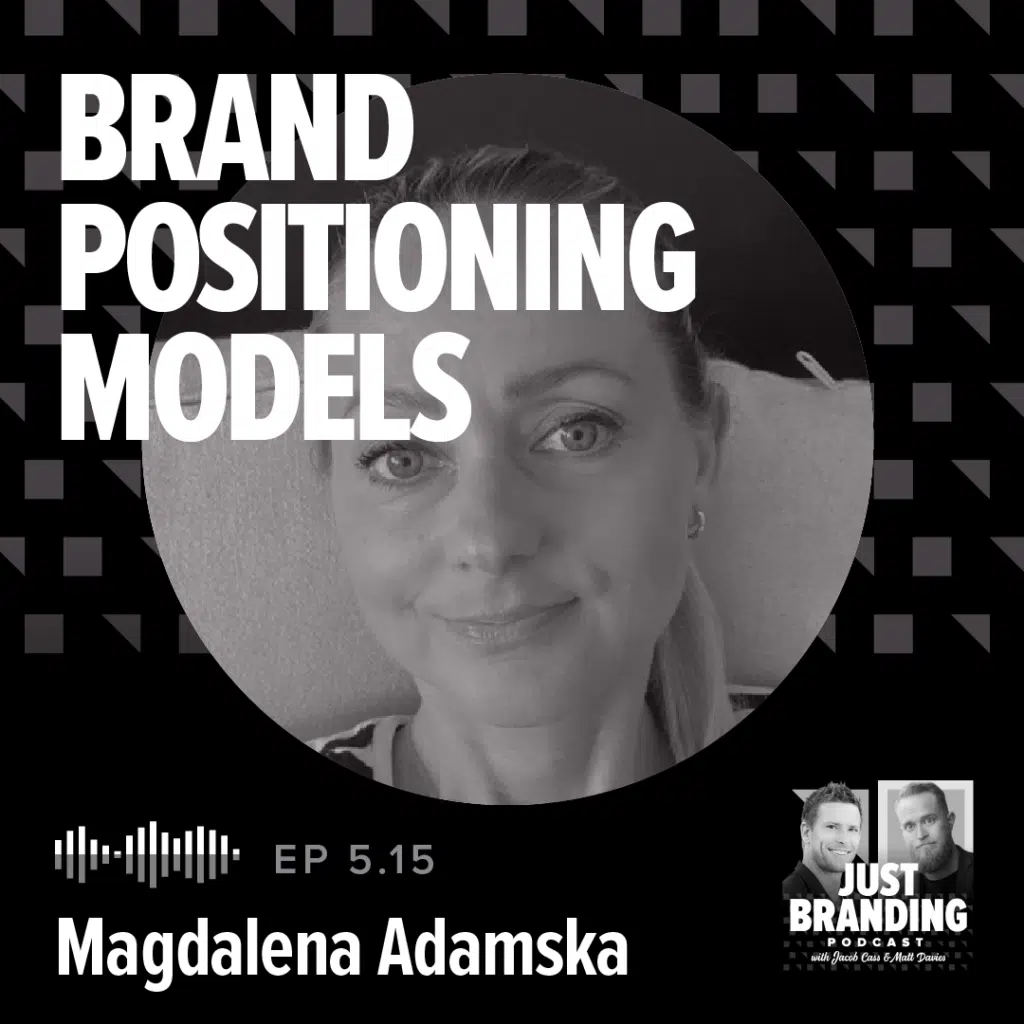 BRAND
POSITIONING
MODELS
EP 5.15
Magdalena Adamska
JUST
BRANDING
PODCAST
with Jacob Cass & Matt Davies